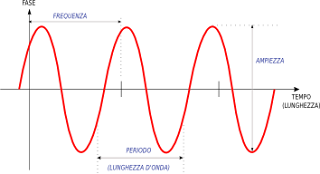 FASE
FREQUENZA
AMPIEZZA
TEMPO
(LUNGHEZZA)
PERIODO
(LUNGHEZZA D'ONDA)